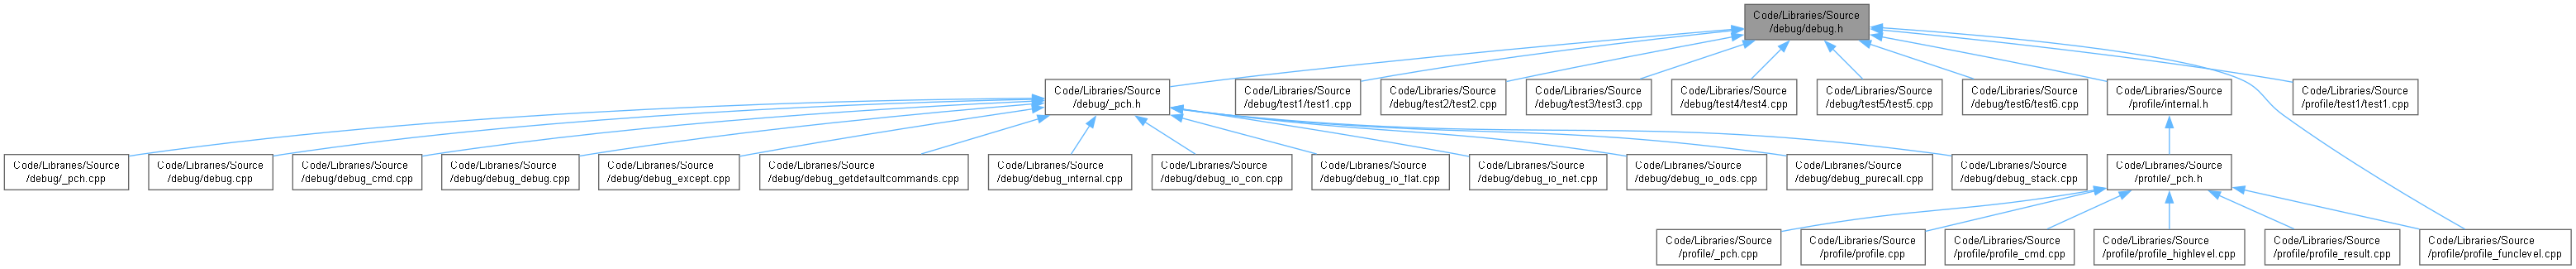 Code/Libraries/Source
/debug/debug.h
Code/Libraries/Source
/debug/_pch.h
Code/Libraries/Source
/debug/test1/test1.cpp
Code/Libraries/Source
/debug/test2/test2.cpp
Code/Libraries/Source
/debug/test3/test3.cpp
Code/Libraries/Source
/debug/test4/test4.cpp
Code/Libraries/Source
/debug/test5/test5.cpp
Code/Libraries/Source
/debug/test6/test6.cpp
Code/Libraries/Source
/profile/internal.h
Code/Libraries/Source
/profile/test1/test1.cpp
Code/Libraries/Source
/debug/_pch.cpp
Code/Libraries/Source
/debug/debug.cpp
Code/Libraries/Source
/debug/debug_cmd.cpp
Code/Libraries/Source
/debug/debug_debug.cpp
Code/Libraries/Source
/debug/debug_except.cpp
Code/Libraries/Source
/debug/debug_getdefaultcommands.cpp
Code/Libraries/Source
/debug/debug_internal.cpp
Code/Libraries/Source
/debug/debug_io_con.cpp
Code/Libraries/Source
/debug/debug_io_flat.cpp
Code/Libraries/Source
/debug/debug_io_net.cpp
Code/Libraries/Source
/debug/debug_io_ods.cpp
Code/Libraries/Source
/debug/debug_purecall.cpp
Code/Libraries/Source
/debug/debug_stack.cpp
Code/Libraries/Source
/profile/_pch.h
Code/Libraries/Source
/profile/_pch.cpp
Code/Libraries/Source
/profile/profile.cpp
Code/Libraries/Source
/profile/profile_cmd.cpp
Code/Libraries/Source
/profile/profile_highlevel.cpp
Code/Libraries/Source
/profile/profile_result.cpp
Code/Libraries/Source
/profile/profile_funclevel.cpp